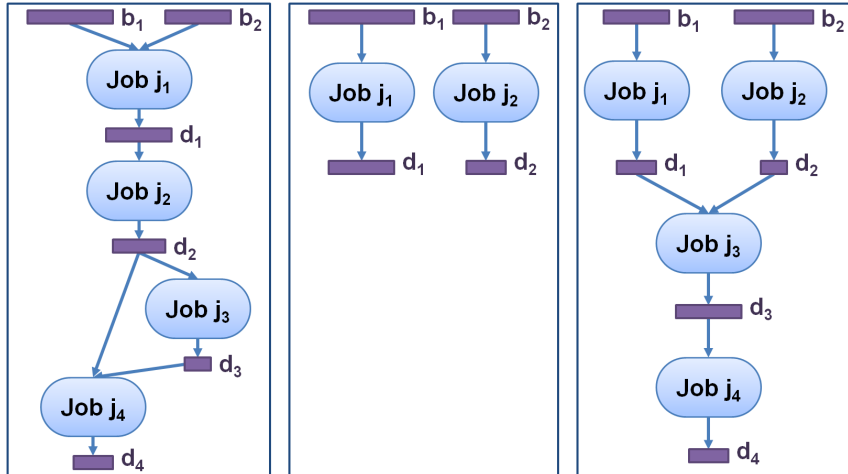 b₁ b₂
Job j₁
d₁
Job j₂
d₂
Job j₃
d₃
Job j₄
d₄
b₁ b₂
Job j₁ Job j₂
d₁ d₂
b₁ b₂
Job j₁ Job j₂
d₁ d₂
Job j₃
d₃
Job j₄
d₄